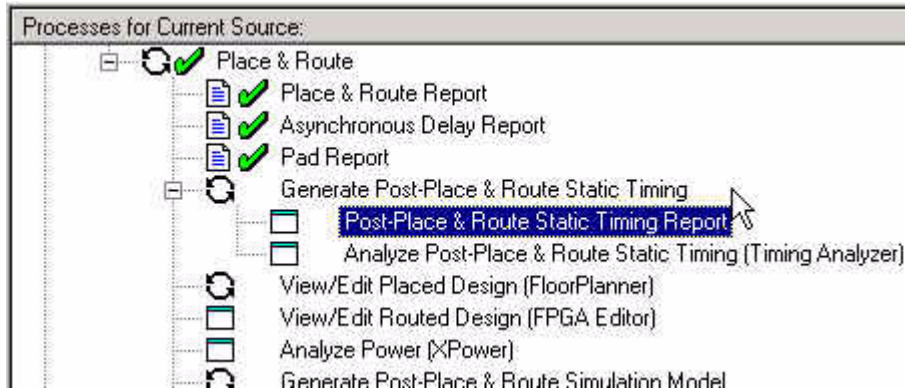 Processes for Current Source:
Place & Route
Place & Route Report
Asynchronous Delay Report
Pad Report
Generate Post-Place & Route Static Timing
Post-Place & Route Static Timing Report
Analyze Post-Place & Route Static Timing (Timing Analyzer)
View/Edit Placed Design (FloorPlanner)
View/Edit Routed Design (FPGA Editor)
Analyze Power (XPower)
Generate Post-Place & Route Simulation Model